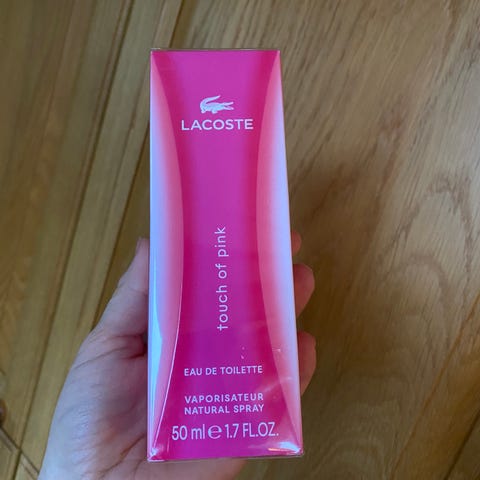 LACOSTE
touch of pink
EAU DE TOILETTE
VAPORISATEUR
NATURAL SPRAY
50 ml ℮ 1.7 FL.OZ.